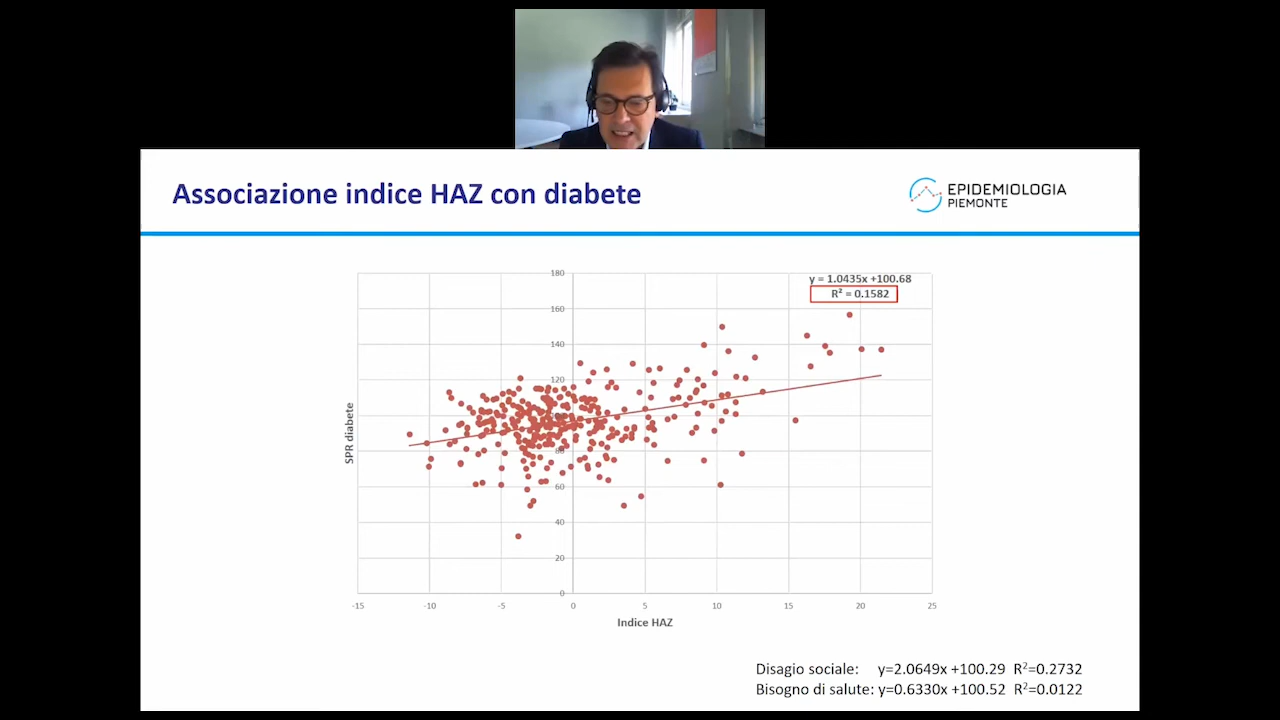 Associazione indice HAZ con diabete
EPIDEMIOLOGIA
PIEMONTE
y = 1.0435x +100.68
R² = 0.1582
180
160
140
120
100
80
60
40
20
0
SPR diabete
-15 -10 -5 0 5 10 15 20 25
Indice HAZ
Disagio sociale: y=2.0649x +100.29 R²=0.2732
Bisogno di salute: y=0.6330x +100.52 R²=0.0122